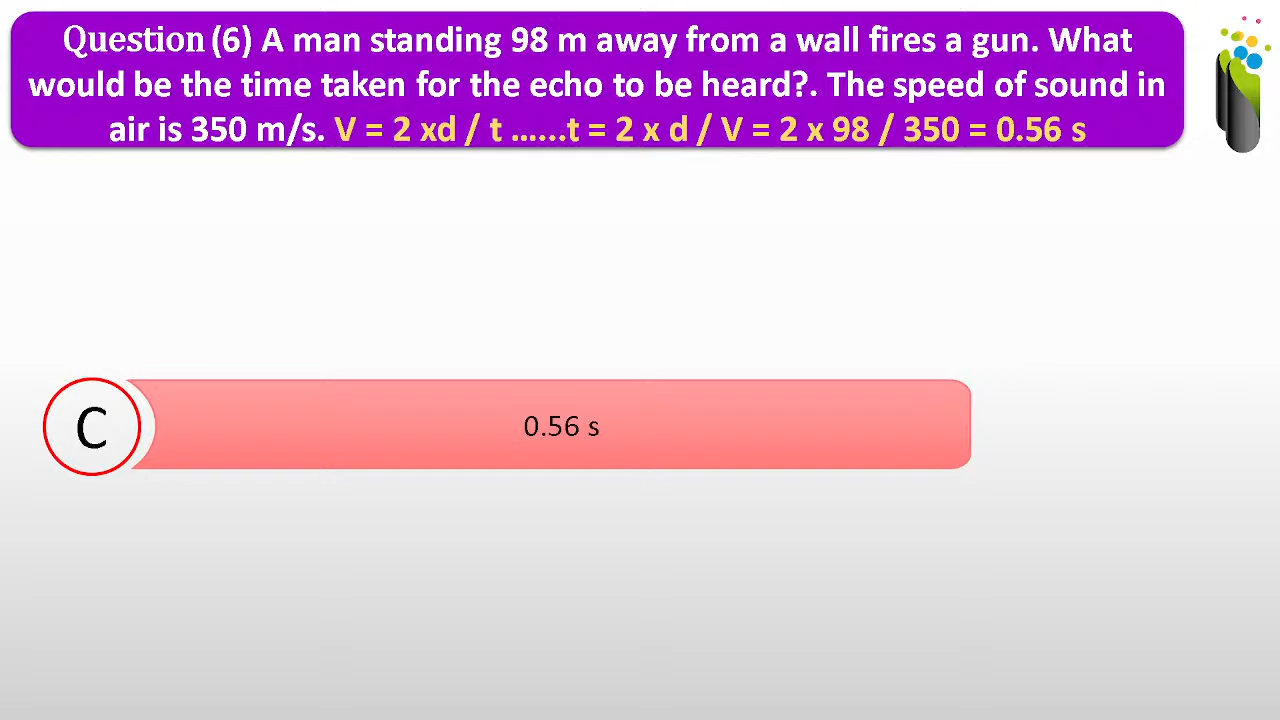 Question (6) A man standing 98 m away from a wall fires a gun. What
would be the time taken for the echo to be heard?. The speed of sound in
air is 350 m/s. V = 2 xd / t ......t = 2 x d / V = 2 x 98 / 350 = 0.56 s
C
0.56 s